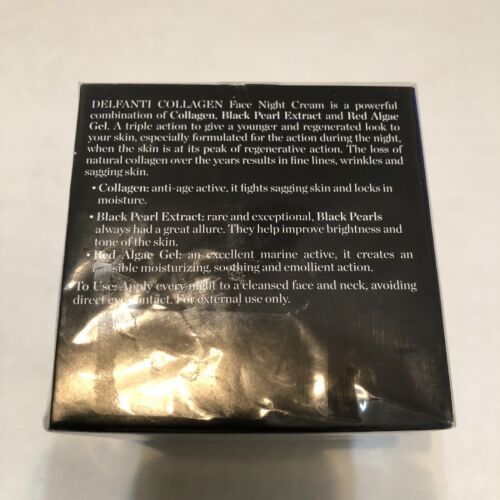 DELFANTI COLLAGEN Face Night Cream is a powerful
combination of Collagen, Black Pearl Extract and Red Algae
Gel. A triple action to give a younger and regenerated look to
your skin, especially formulated for the action during the night,
when the skin is at its peak of regenerative action. The loss of
natural collagen over the years results in fine lines, wrinkles and
sagging skin.
• Collagen: anti-age active, it fights sagging skin and locks in
moisture.
• Black Pearl Extract: rare and exceptional, Black Pearls
always had a great allure. They help improve brightness and
tone of the skin.
• Red Algae Gel: an excellent marine active, it creates an
moisturizing, soothing and emollient action.
To Use: Apply every night to a cleansed face and neck, avoiding
direct eye contact. For external use only.